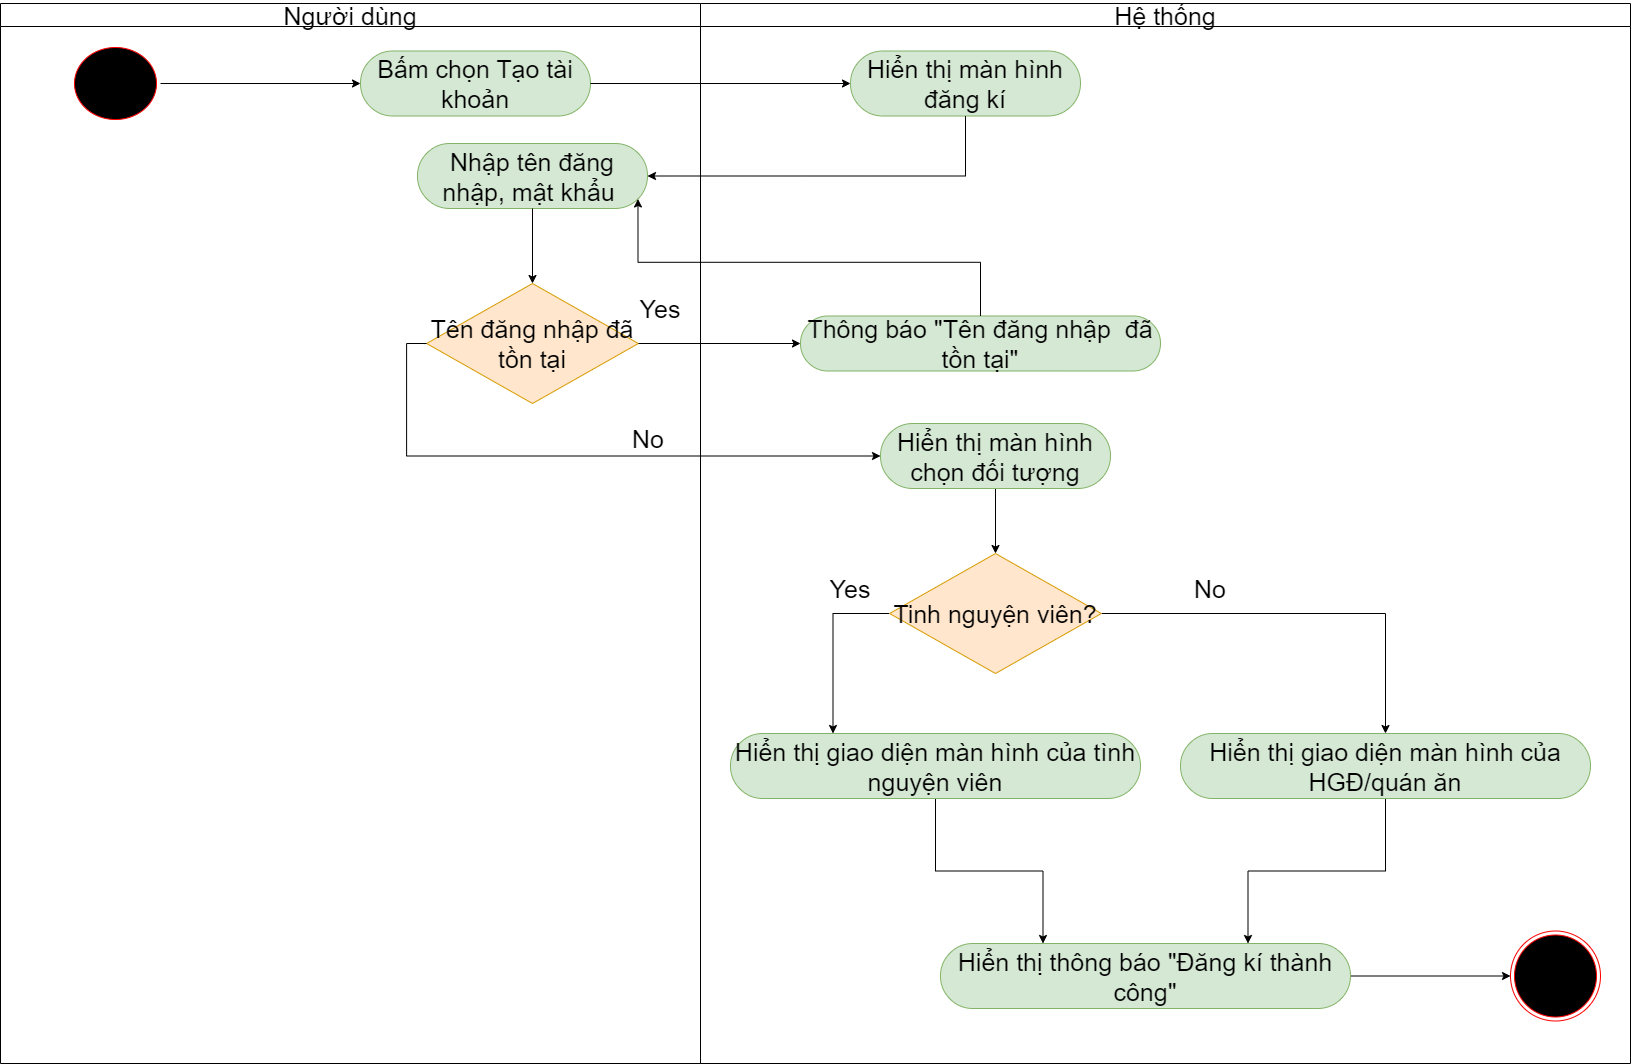 Người dùng
Hệ thống
Bấm chọn Tạo tài
khoản
Hiển thị màn hình
đăng kí
Nhập tên đăng
nhập, mật khẩu
Yes
Tên đăng nhập đã
tồn tại
Thông báo "Tên đăng nhập  đã
tồn tại"
No
Hiển thị màn hình
chọn đối tượng
Yes
No
Tinh nguyện viên?
Hiển thị giao diện màn hình của tình
nguyện viên
Hiển thị giao diện màn hình của
HGĐ/quán ăn
Hiển thị thông báo "Đăng kí thành
công"